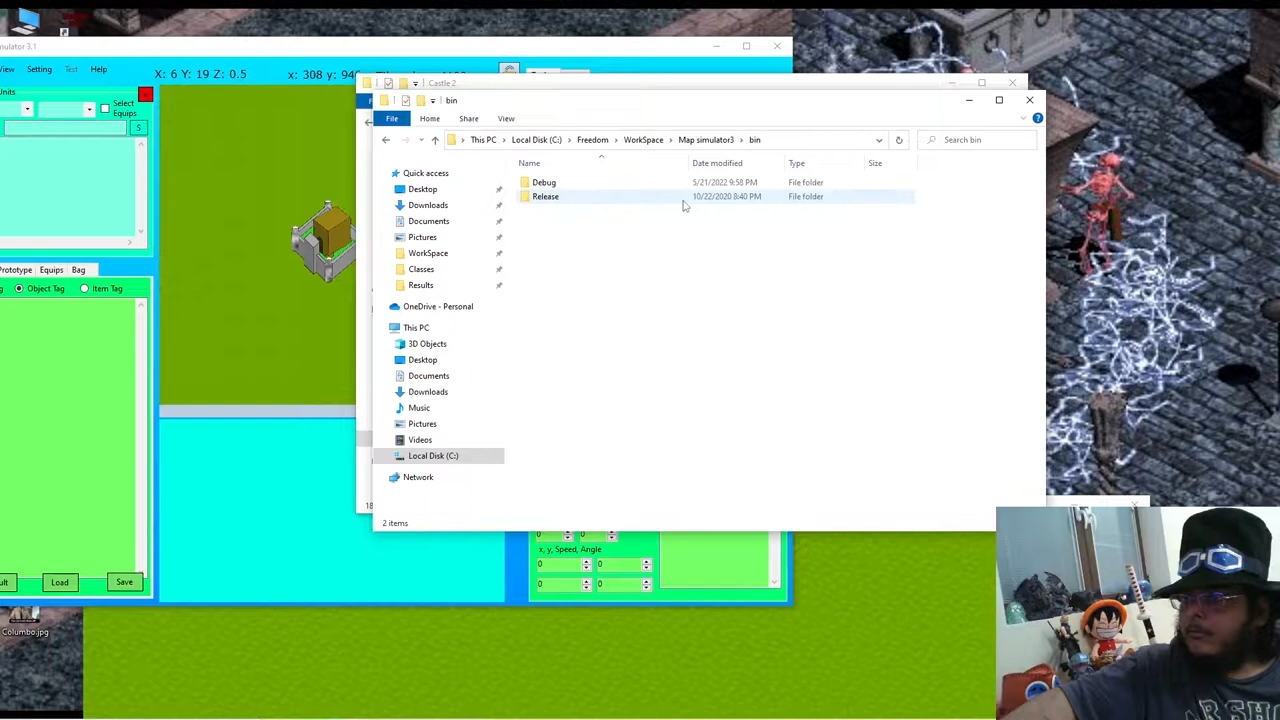 mulator 3.1
View Setting Test Help
X: 6 Y: 19 Z: 0.5
Units
Select
Equips
S
Prototype Equips Bag
Object Tag Item Tag
Load Save
Castle 2
bin
File Home Share View
This PC Local Disk (C:) Freedom WorkSpace Map simulator3 bin
Search bin
Name Date modified Type Size
Debug 5/21/2022 9:58 PM File folder
Release 10/22/2020 8:40 PM File folder
Quick access
Desktop
Downloads
Documents
Pictures
WorkSpace
Classes
Results
OneDrive - Personal
This PC
3D Objects
Desktop
Documents
Downloads
Music
Pictures
Videos
Local Disk (C:)
Network
2 items
x, y, Speed, Angle
0 0
0 0
Columbo.jpg